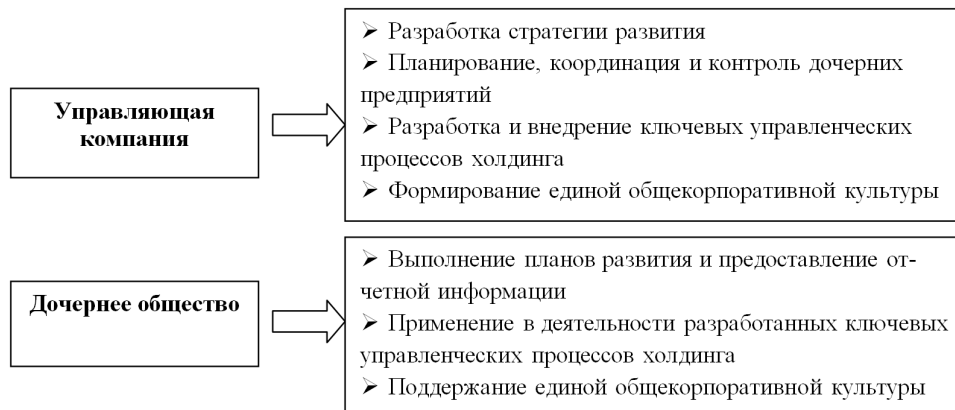 Управляющая
компания
➢ Разработка стратегии развития
➢ Планирование, координация и контроль дочерних
предприятий
➢ Разработка и внедрение ключевых управленческих
процессов холдинга
➢ Формирование единой общекорпоративной культуры
Дочернее общество
➢ Выполнение планов развития и предоставление от-
четной информации
➢ Применение в деятельности разработанных ключевых
управленческих процессов холдинга
➢ Поддержание единой общекорпоративной культуры